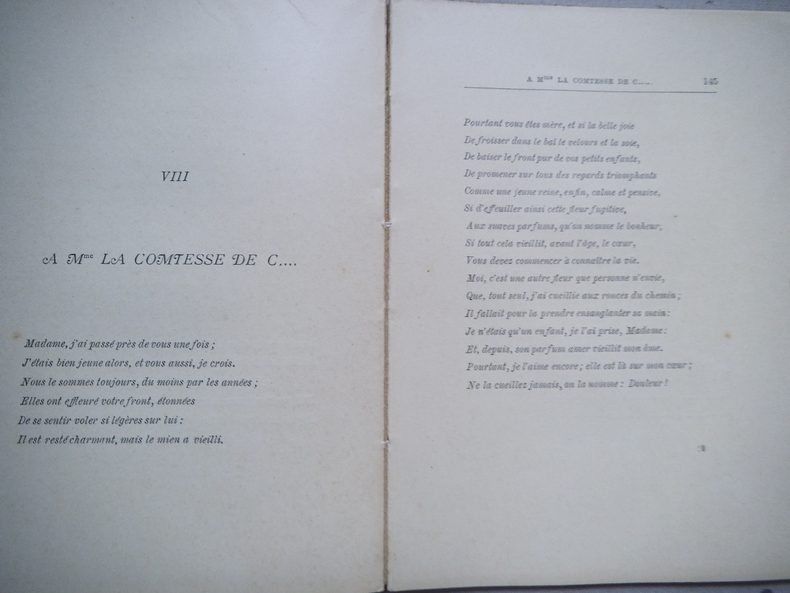 VIII
A Mme LA COMTESSE DE C....
Madame, j'ai passé près de vous une fois ;
J'étais bien jeune alors, et vous aussi, je crois.
Nous le sommes toujours, du moins par les années ;
Elles ont effleuré votre front, étonnées
De se sentir voler si légères sur lui :
Il est resté charmant, mais le mien a vieilli.
A Mme LA COMTESSE DE C.... 145
Pourtant vous êtes mère, et si la belle joie
De froisser dans le bal le velours et la soie,
De baiser le front pur de vos petits enfants,
De promener sur tous des regards triomphants
Comme une jeune reine, enfin, calme et pensive,
Si d'effeuiller ainsi cette fleur fugitive,
Aux suaves parfums, qu'on nomme le bonheur,
Si tout cela vieillit, avant l'âge, le cœur,
Vous devez commencer à connaître la vie.
Moi, c'est une autre fleur que personne n'envie,
Que, tout seul, j'ai cueillie aux ronces du chemin ;
Il fallait pour la prendre ensanglanter sa main :
Je n'étais qu'un enfant, je l'ai prise, Madame :
Et, depuis, son parfum amer vieillit mon âme.
Pourtant, je l'aime encore ; elle est là sur mon cœur ;
Ne la cueillez jamais, on la nomme : Douleur !